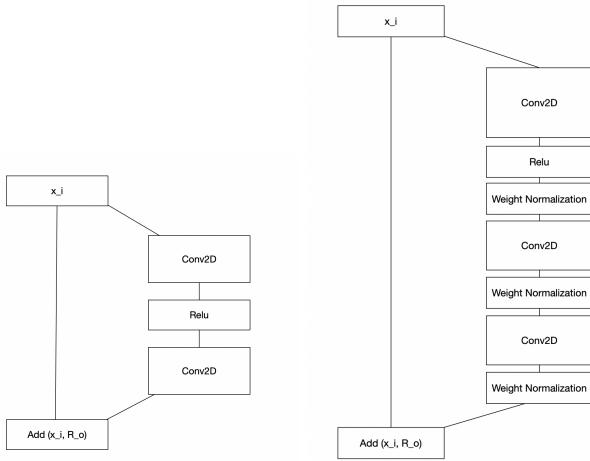 x_i
Conv2D
Relu
Conv2D
Add (x_i, R_o)
x_i
Conv2D
Relu
Weight Normalization
Conv2D
Weight Normalization
Conv2D
Weight Normalization
Add (x_i, R_o)